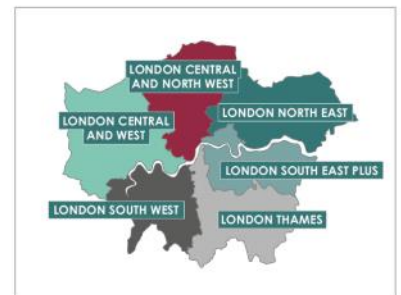 LONDON CENTRAL
AND NORTH WEST
LONDON NORTH EAST
LONDON CENTRAL
AND WEST
LONDON SOUTH EAST PLUS
LONDON SOUTH WEST
LONDON THAMES